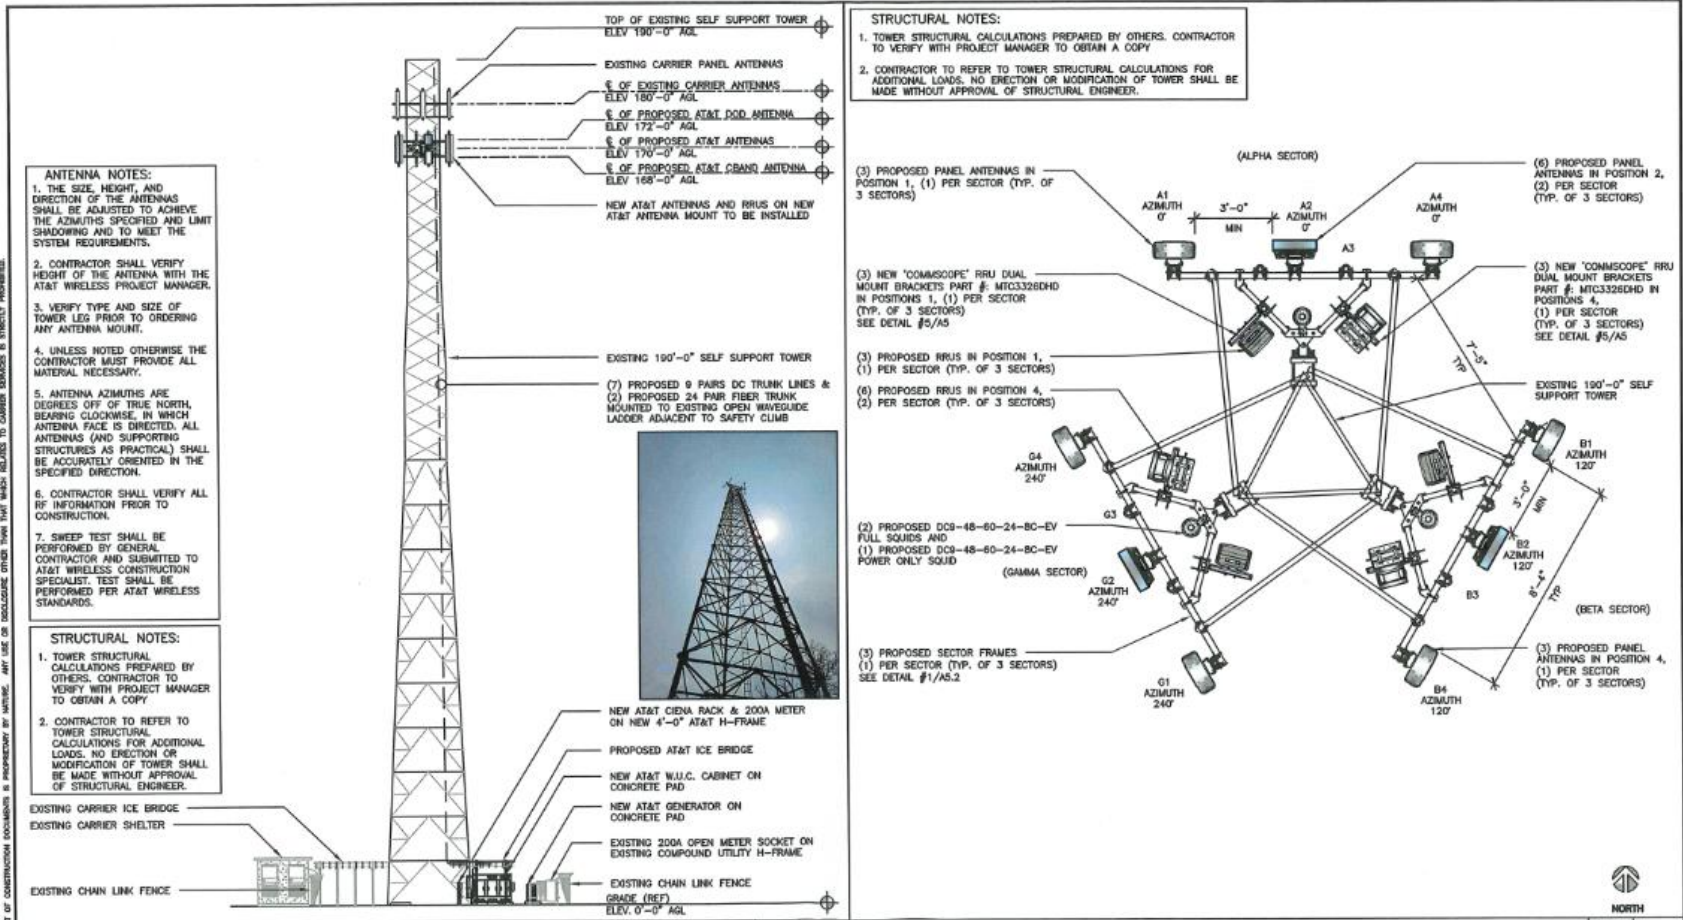 TOP OF EXISTING SELF SUPPORT TOWER
ELEV 190'-0" AGL
EXISTING CARRIER PANEL ANTENNAS
℄ OF EXISTING CARRIER ANTENNAS
ELEV 180'-0" AGL
℄ OF PROPOSED AT&T DOD ANTENNA
ELEV 172'-0" AGL
℄ OF PROPOSED AT&T ANTENNAS
ELEV 170'-0" AGL
℄ OF PROPOSED AT&T CBAND ANTENNA
ELEV 168'-0" AGL
NEW AT&T ANTENNAS AND RRUS ON NEW
AT&T ANTENNA MOUNT TO BE INSTALLED
ANTENNA NOTES:
1. THE SIZE, HEIGHT, AND
DIRECTION OF THE ANTENNAS
SHALL BE ADJUSTED TO ACHIEVE
THE AZIMUTHS SPECIFIED AND LIMIT
SHADOWING AND TO MEET THE
SYSTEM REQUIREMENTS.
2. CONTRACTOR SHALL VERIFY
HEIGHT OF THE ANTENNA WITH THE
AT&T WIRELESS PROJECT MANAGER.
3. VERIFY TYPE AND SIZE OF
TOWER LEG PRIOR TO ORDERING
ANY ANTENNA MOUNT.
4. UNLESS NOTED OTHERWISE THE
CONTRACTOR MUST PROVIDE ALL
MATERIAL NECESSARY.
5. ANTENNA AZIMUTHS ARE
DEGREES OFF OF TRUE NORTH,
BEARING CLOCKWISE, IN WHICH
ANTENNA FACE IS DIRECTED. ALL
ANTENNAS (AND SUPPORTING
STRUCTURES AS PRACTICAL) SHALL
BE ACCURATELY ORIENTED IN THE
SPECIFIED DIRECTION.
6. CONTRACTOR SHALL VERIFY ALL
RF INFORMATION PRIOR TO
CONSTRUCTION.
7. SWEEP TEST SHALL BE
PERFORMED BY GENERAL
CONTRACTOR AND SUBMITTED TO
AT&T WIRELESS CONSTRUCTION
SPECIALIST. TEST SHALL BE
PERFORMED PER AT&T WIRELESS
STANDARDS.
STRUCTURAL NOTES:
1. TOWER STRUCTURAL
CALCULATIONS PREPARED BY
OTHERS. CONTRACTOR TO
VERIFY WITH PROJECT MANAGER
TO OBTAIN A COPY
2. CONTRACTOR TO REFER TO
TOWER STRUCTURAL
CALCULATIONS FOR ADDITIONAL
LOADS. NO ERECTION OR
MODIFICATION OF TOWER SHALL
BE MADE WITHOUT APPROVAL
OF STRUCTURAL ENGINEER.
EXISTING CARRIER ICE BRIDGE
EXISTING CARRIER SHELTER
EXISTING CHAIN LINK FENCE
EXISTING 190'-0" SELF SUPPORT TOWER
(7) PROPOSED 9 PAIRS DC TRUNK LINES &
(2) PROPOSED 24 PAIR FIBER TRUNK
MOUNTED TO EXISTING OPEN WAVEGUIDE
LADDER ADJACENT TO SAFETY CLIMB
NEW AT&T CIENA RACK & 200A METER
ON NEW 4'-0" AT&T H-FRAME
PROPOSED AT&T ICE BRIDGE
NEW AT&T W.U.C. CABINET ON
CONCRETE PAD
NEW AT&T GENERATOR ON
CONCRETE PAD
EXISTING 200A OPEN METER SOCKET ON
EXISTING COMPOUND UTILITY H-FRAME
EXISTING CHAIN LINK FENCE
GRADE (REF)
ELEV. 0'-0" AGL
STRUCTURAL NOTES:
1. TOWER STRUCTURAL CALCULATIONS PREPARED BY OTHERS. CONTRACTOR
TO VERIFY WITH PROJECT MANAGER TO OBTAIN A COPY
2. CONTRACTOR TO REFER TO TOWER STRUCTURAL CALCULATIONS FOR
ADDITIONAL LOADS. NO ERECTION OR MODIFICATION OF TOWER SHALL BE
MADE WITHOUT APPROVAL OF STRUCTURAL ENGINEER.
(ALPHA SECTOR)
(3) PROPOSED PANEL ANTENNAS IN
POSITION 1, (1) PER SECTOR (TYP. OF
3 SECTORS)
A1
AZIMUTH
0°
3'-0"
MIN
A2
AZIMUTH
0°
A3
A4
AZIMUTH
0°
(6) PROPOSED PANEL
ANTENNAS IN POSITION 2,
(2) PER SECTOR
(TYP. OF 3 SECTORS)
(3) NEW 'COMMSCOPE' RRU DUAL
MOUNT BRACKETS PART #: MTC3326DHD
IN POSITIONS 1, (1) PER SECTOR
(TYP. OF 3 SECTORS)
SEE DETAIL #5/A5
(3) NEW 'COMMSCOPE' RRU
DUAL MOUNT BRACKETS
PART #: MTC3326DHD IN
POSITIONS 4,
(1) PER SECTOR
(TYP. OF 3 SECTORS)
SEE DETAIL #5/A5
(3) PROPOSED RRUS IN POSITION 1,
(1) PER SECTOR (TYP. OF 3 SECTORS)
(6) PROPOSED RRUS IN POSITION 4,
(2) PER SECTOR (TYP. OF 3 SECTORS)
7'-5"
TYP
EXISTING 190'-0" SELF
SUPPORT TOWER
G4
AZIMUTH
240°
B1
AZIMUTH
120°
G3
3'-0"
MIN
(2) PROPOSED DC9-48-60-24-8C-EV
FULL SQUIDS AND
(1) PROPOSED DC9-48-60-24-8C-EV
POWER ONLY SQUID
(GAMMA SECTOR)
G2
AZIMUTH
240°
B2
AZIMUTH
120°
B3
8'-4"
TYP
(BETA SECTOR)
(3) PROPOSED SECTOR FRAMES
(1) PER SECTOR (TYP. OF 3 SECTORS)
SEE DETAIL #1/A5.2
G1
AZIMUTH
240°
B4
AZIMUTH
120°
(3) PROPOSED PANEL
ANTENNAS IN POSITION 4,
(1) PER SECTOR
(TYP. OF 3 SECTORS)
NORTH
OF CONSTRUCTION DOCUMENTS IS PROPRIETARY BY NATURE. ANY USE OR DISCLOSURE OTHER THAN THAT WHICH RELATES TO CARRIER SERVICES IS STRICTLY PROHIBITED.